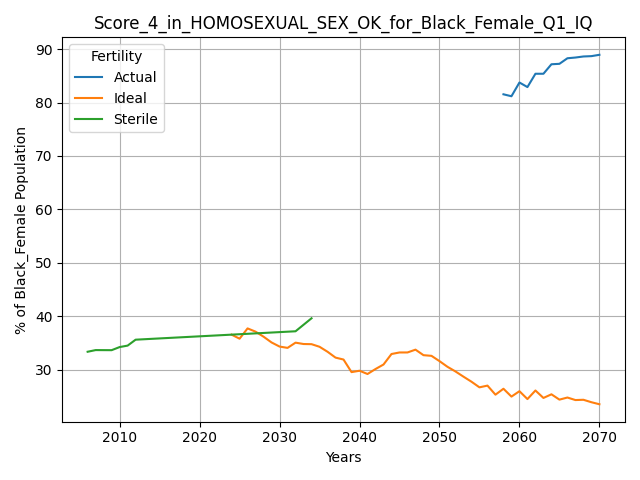 Score_4_in_HOMOSEXUAL_SEX_OK_for_Black_Female_Q1_IQ
Fertility
Actual
Ideal
Sterile
% of Black_Female Population
90
80
70
60
50
40
30
2010 2020 2030 2040 2050 2060 2070
Years